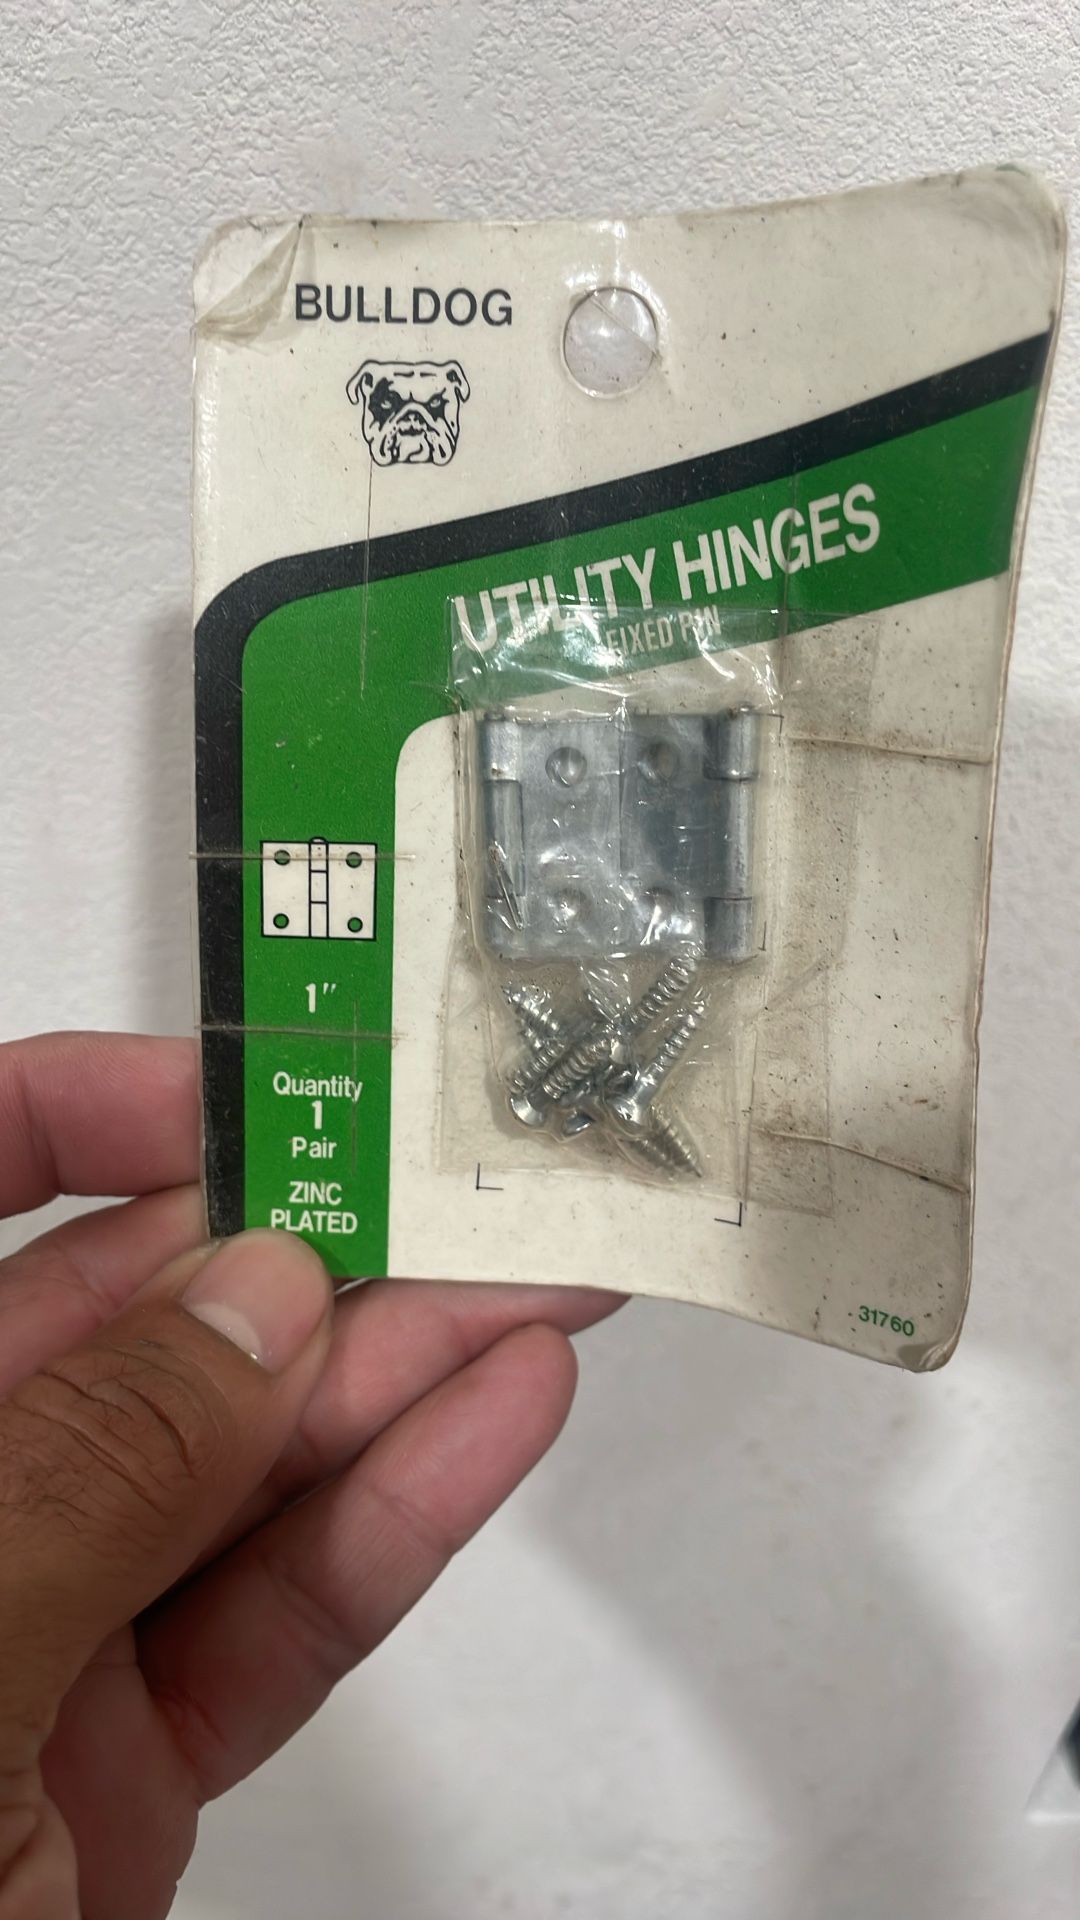 BULLDOG
UTILITY HINGES
FIXED PIN
1"
Quantity
1
Pair
ZINC
PLATED
31760